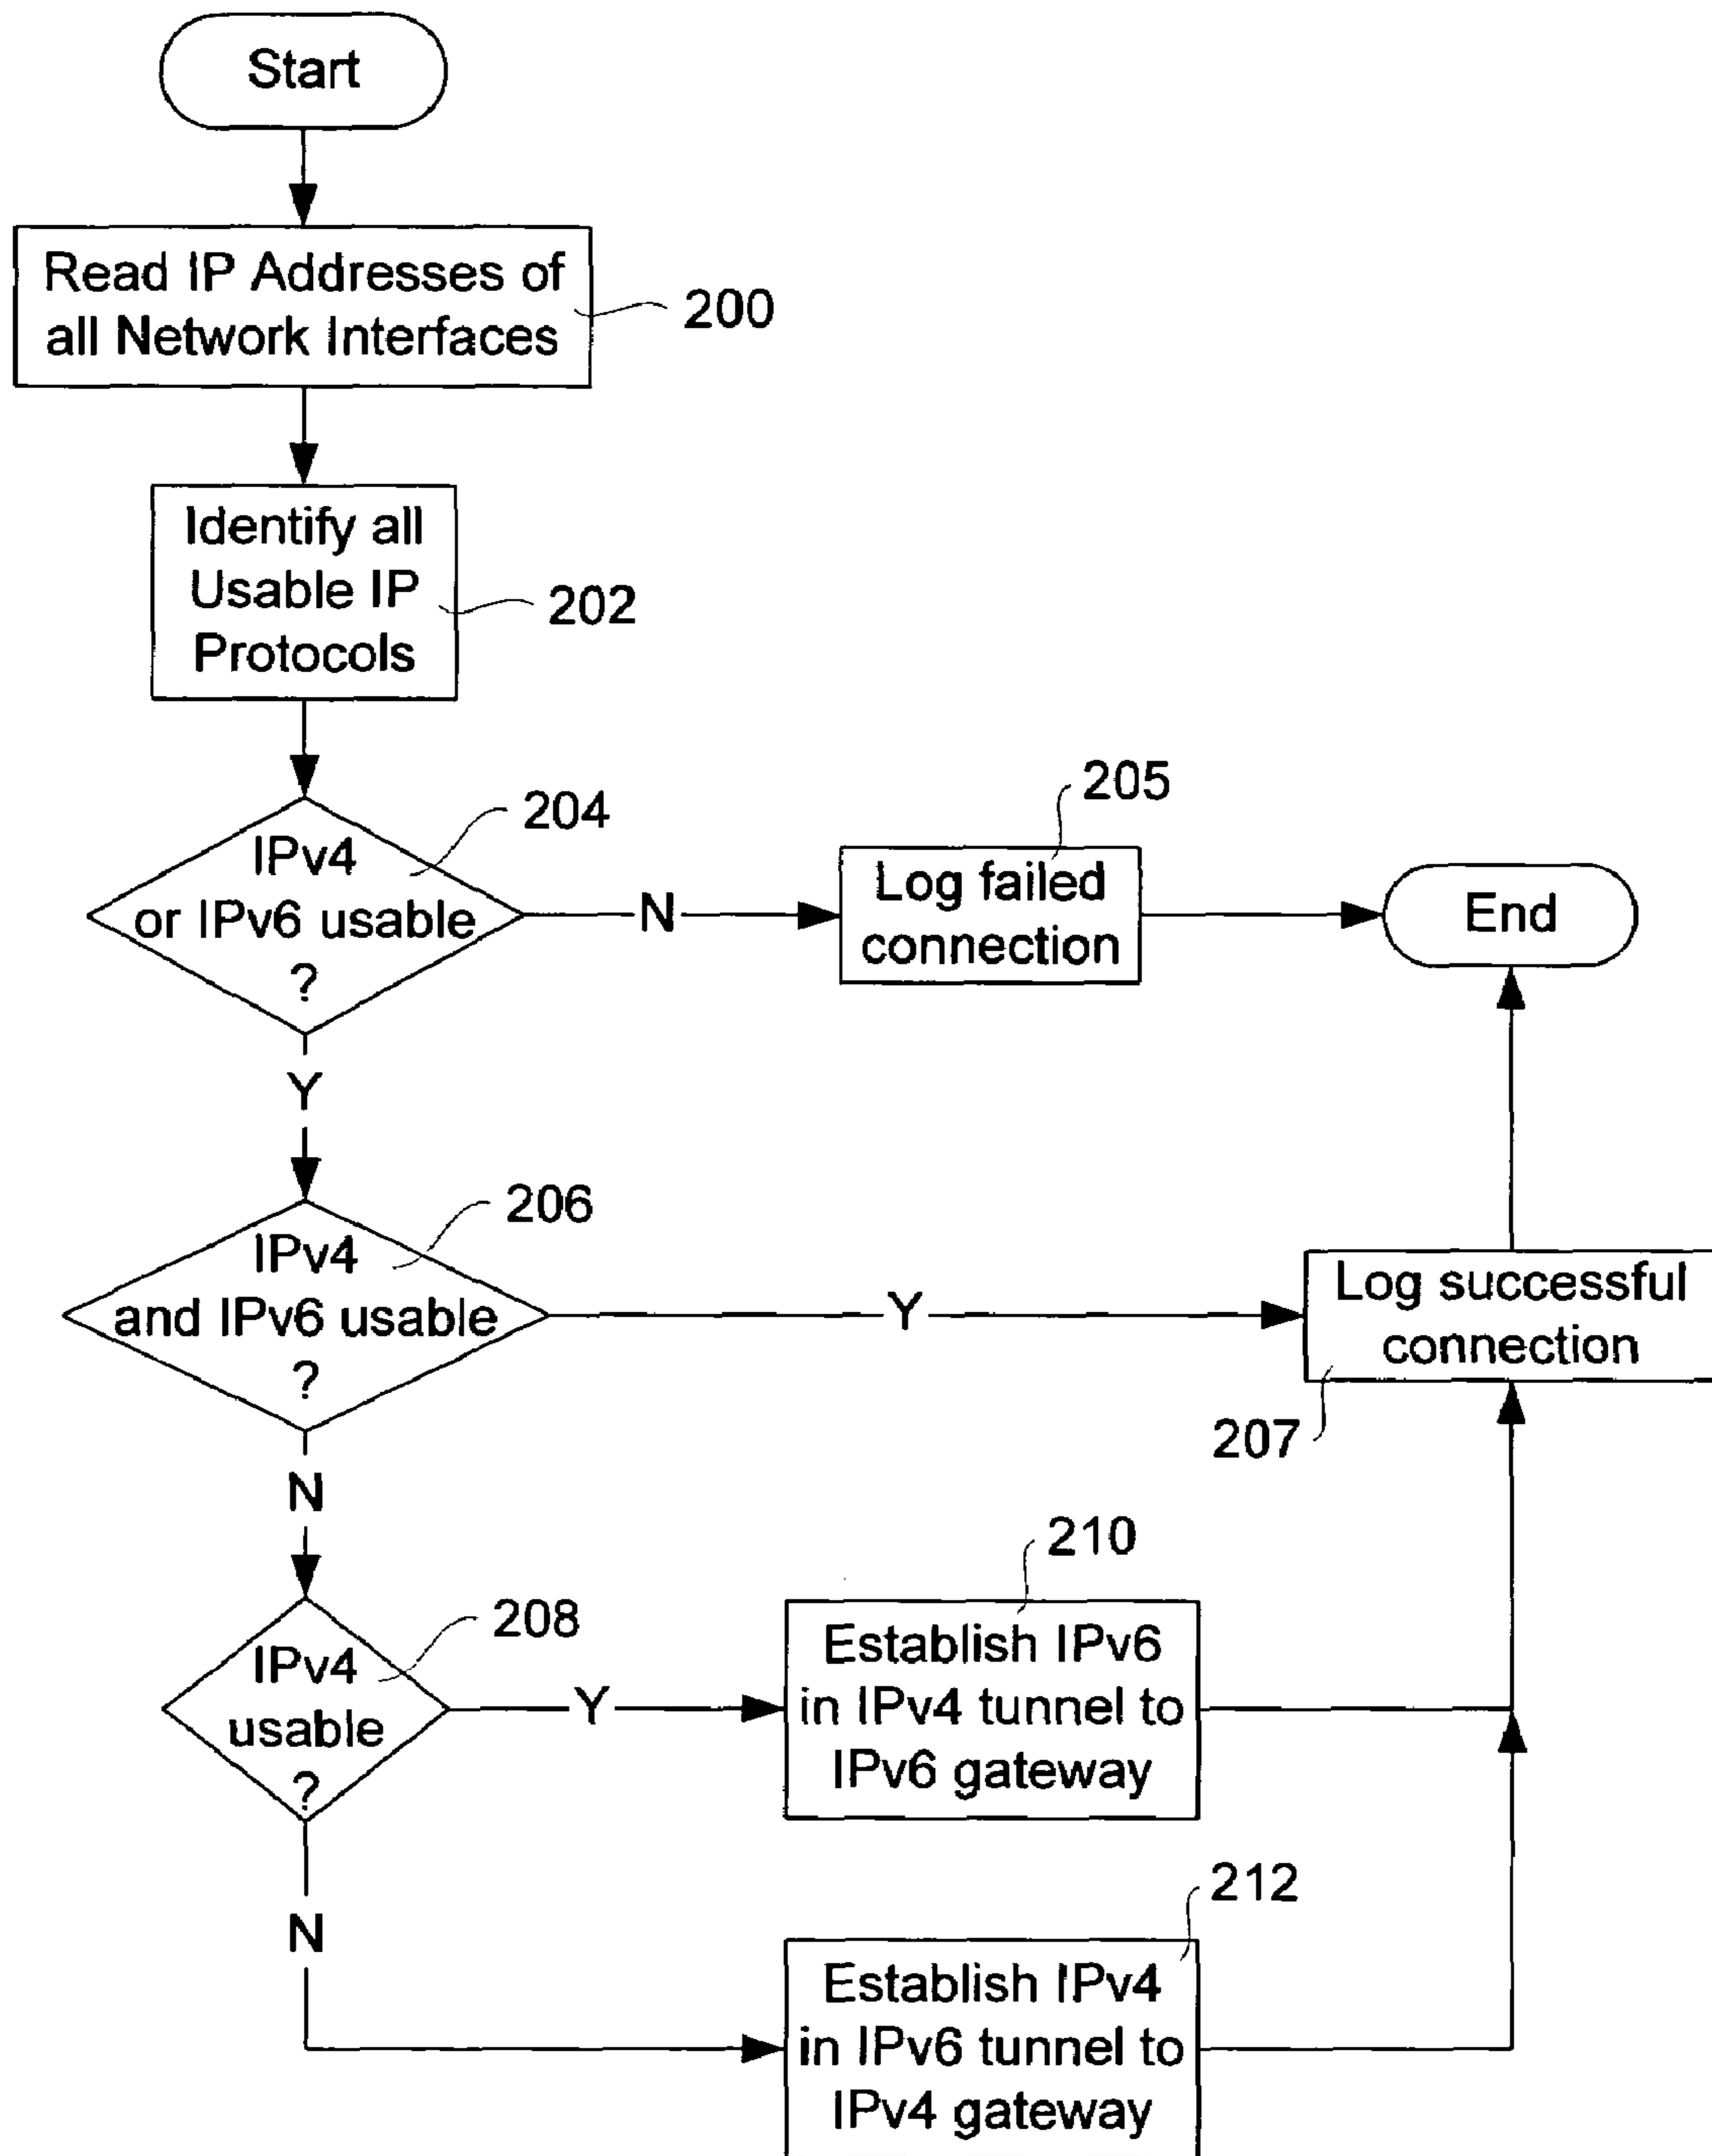 Start
Read IP Addresses of
all Network Interfaces
200
Identify all
Usable IP
Protocols
202
IPv4
or IPv6 usable
?
204
N
Log failed
connection
205
End
Y
IPv4
and IPv6 usable
?
206
Y
Log successful
connection
207
N
IPv4
usable
?
208
Y
Establish IPv6
in IPv4 tunnel to
IPv6 gateway
210
N
Establish IPv4
in IPv6 tunnel to
IPv4 gateway
212